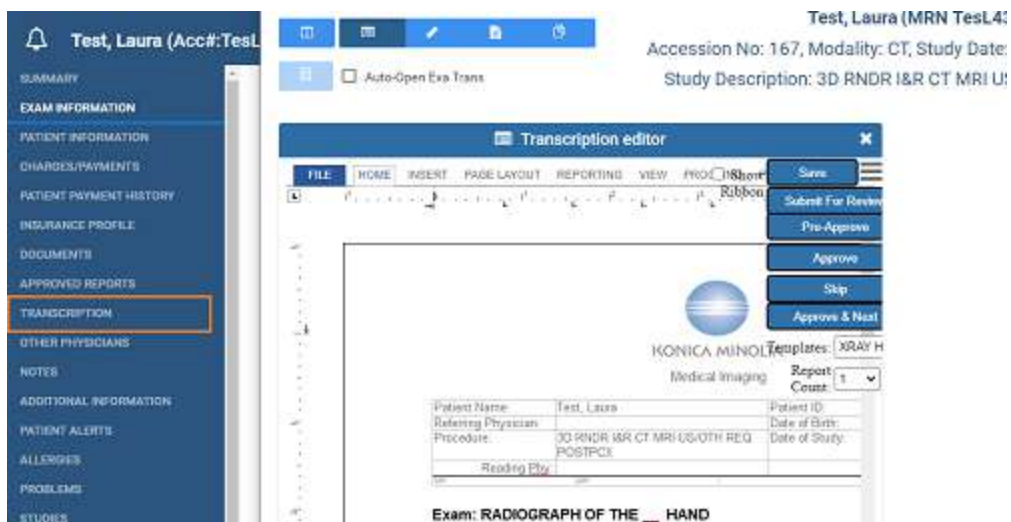 Test, Laura (Acc#:TesL
SUMMARY
EXAM INFORMATION
PATIENT INFORMATION
CHARGES/PAYMENTS
PATIENT PAYMENT HISTORY
INSURANCE PROFILE
DOCUMENTS
APPROVED REPORTS
TRANSCRIPTION
OTHER PHYSICIANS
NOTES
ADDITIONAL INFORMATION
PATIENT ALERTS
ALLERGIES
PROBLEMS
STUDIES
Test, Laura (MRN TesL43
Accession No: 167, Modality: CT, Study Date:
Auto-Open Exa Trans
Study Description: 3D RNDR I&R CT MRI US
Transcription editor
FILE HOME INSERT PAGE LAYOUT REPORTING VIEW
Show Ribbon
Save
Submit For Review
Pre-Approve
Approve
Skip
Approve & Next
Templates: XRAY H
Report Count: 1
KONICA MINOL
Medical Imaging
Patient Name: Test, Laura Patient ID:
Referring Physician: Date of Birth:
Procedure: 3D RNDR I&R CT MRI US/OTH REQ Date of Study:
POSTPCX
Reading Phy
Exam: RADIOGRAPH OF THE __ HAND